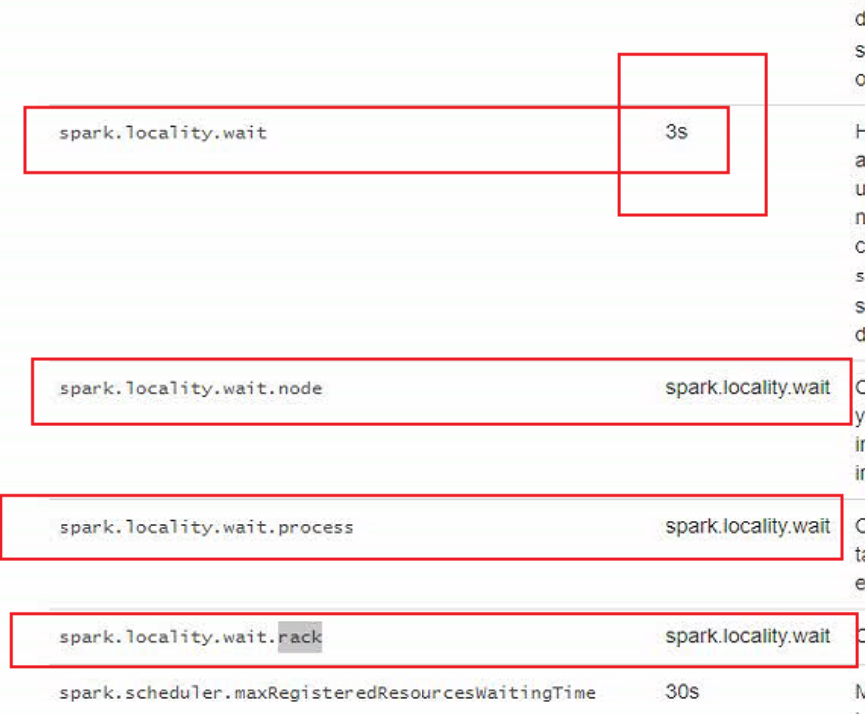 spark.locality.wait 3s
spark.locality.wait.node spark.locality.wait
spark.locality.wait.process spark.locality.wait
spark.locality.wait.rack spark.locality.wait
spark.scheduler.maxRegisteredResourcesWaitingTime 30s